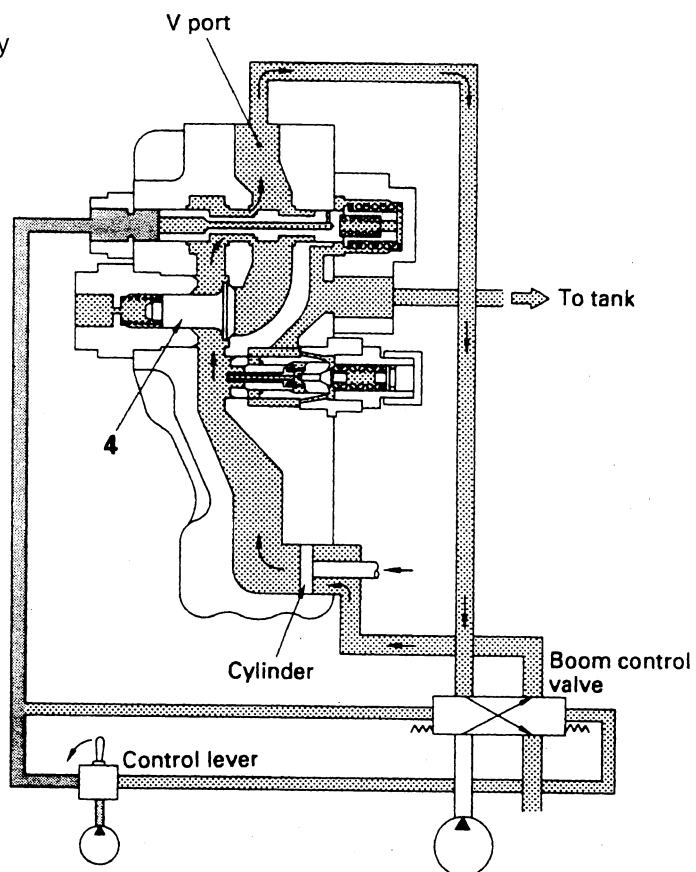 y
V port
To tank
4
Cylinder
Boom control
valve
Control lever